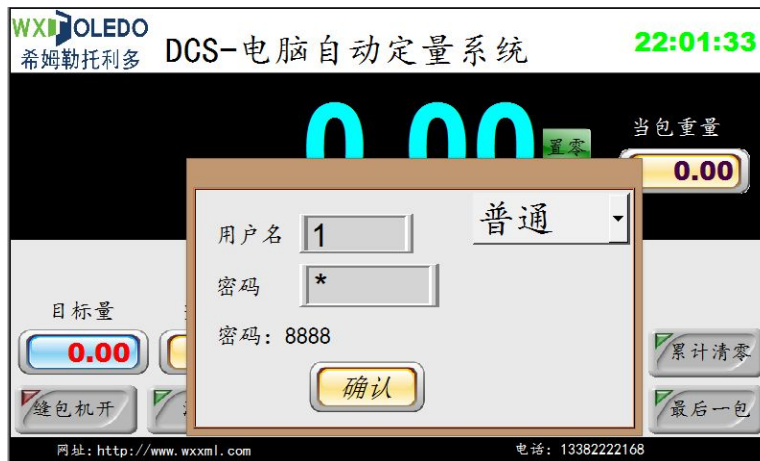 WXMTOLEDO
希姆勒托利多
DCS-电脑自动定量系统
22:01:33
0.00
置零
当包重量
0.00
用户名 1
普通
密码 *
密码: 8888
确认
目标量
0.00
累计清零
缝包机开
最后一包
网址: http://www.wxxml.com
电话: 13382222168